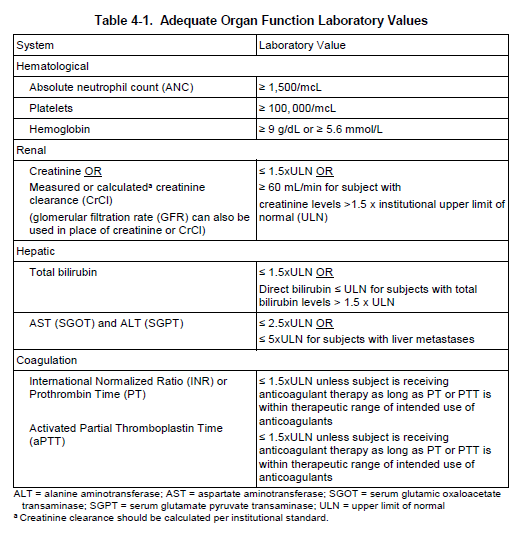 Table 4-1. Adequate Organ Function Laboratory Values
System Laboratory Value
Hematological
Absolute neutrophil count (ANC) ≥ 1,500/mcL
Platelets ≥ 100,000/mcL
Hemoglobin ≥ 9 g/dL or ≥ 5.6 mmol/L
Renal
Creatinine OR ≤ 1.5xULN OR
Measured or calculatedᵃ creatinine ≥ 60 mL/min for subject with
clearance (CrCl) creatinine levels >1.5 x institutional upper limit of
(glomerular filtration rate (GFR) can also normal (ULN)
be used in place of creatinine or CrCl)
Hepatic
Total bilirubin ≤ 1.5xULN OR
Direct bilirubin ≤ ULN for subjects with total
bilirubin levels > 1.5 x ULN
AST (SGOT) and ALT (SGPT) ≤ 2.5xULN OR
≤ 5xULN for subjects with liver metastases
Coagulation
International Normalized Ratio (INR) or ≤ 1.5xULN unless subject is receiving
Prothrombin Time (PT) anticoagulant therapy as long as PT or PTT is
within therapeutic range of intended use of
anticoagulants
Activated Partial Thromboplastin Time ≤ 1.5xULN unless subject is receiving
(aPTT) anticoagulant therapy as long as PT or PTT is
within therapeutic range of intended use of
anticoagulants
ALT = alanine aminotransferase; AST = aspartate aminotransferase; SGOT = serum glutamic oxaloacetate
transaminase; SGPT = serum glutamate pyruvate transaminase; ULN = upper limit of normal
ᵃ Creatinine clearance should be calculated per institutional standard.